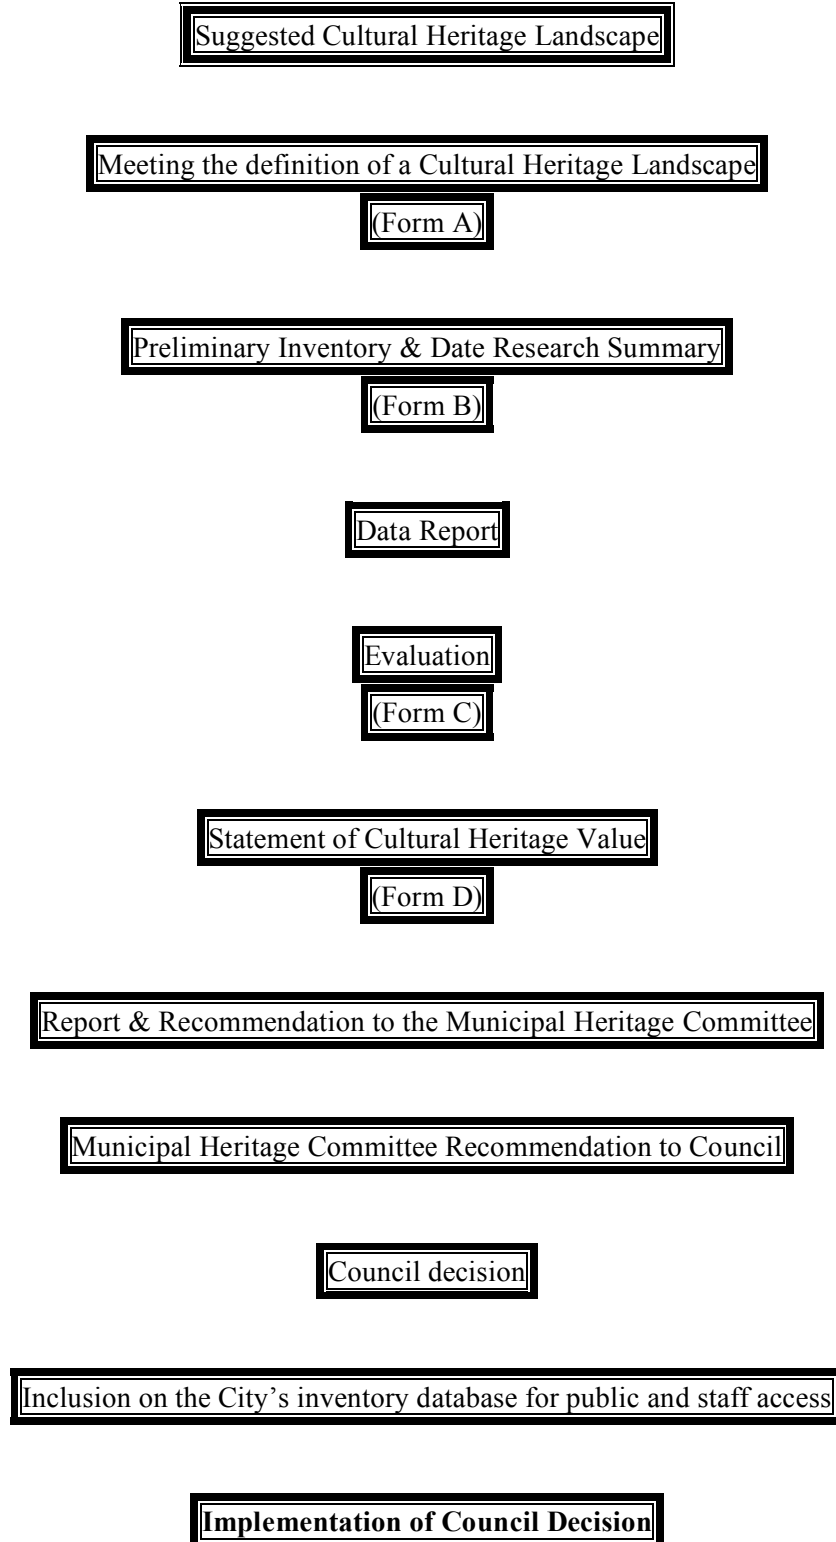 Suggested Cultural Heritage Landscape
Meeting the definition of a Cultural Heritage Landscape
(Form A)
Preliminary Inventory & Date Research Summary
(Form B)
Data Report
Evaluation
(Form C)
Statement of Cultural Heritage Value
(Form D)
Report & Recommendation to the Municipal Heritage Committee
Municipal Heritage Committee Recommendation to Council
Council decision
Inclusion on the City’s inventory database for public and staff access
Implementation of Council Decision